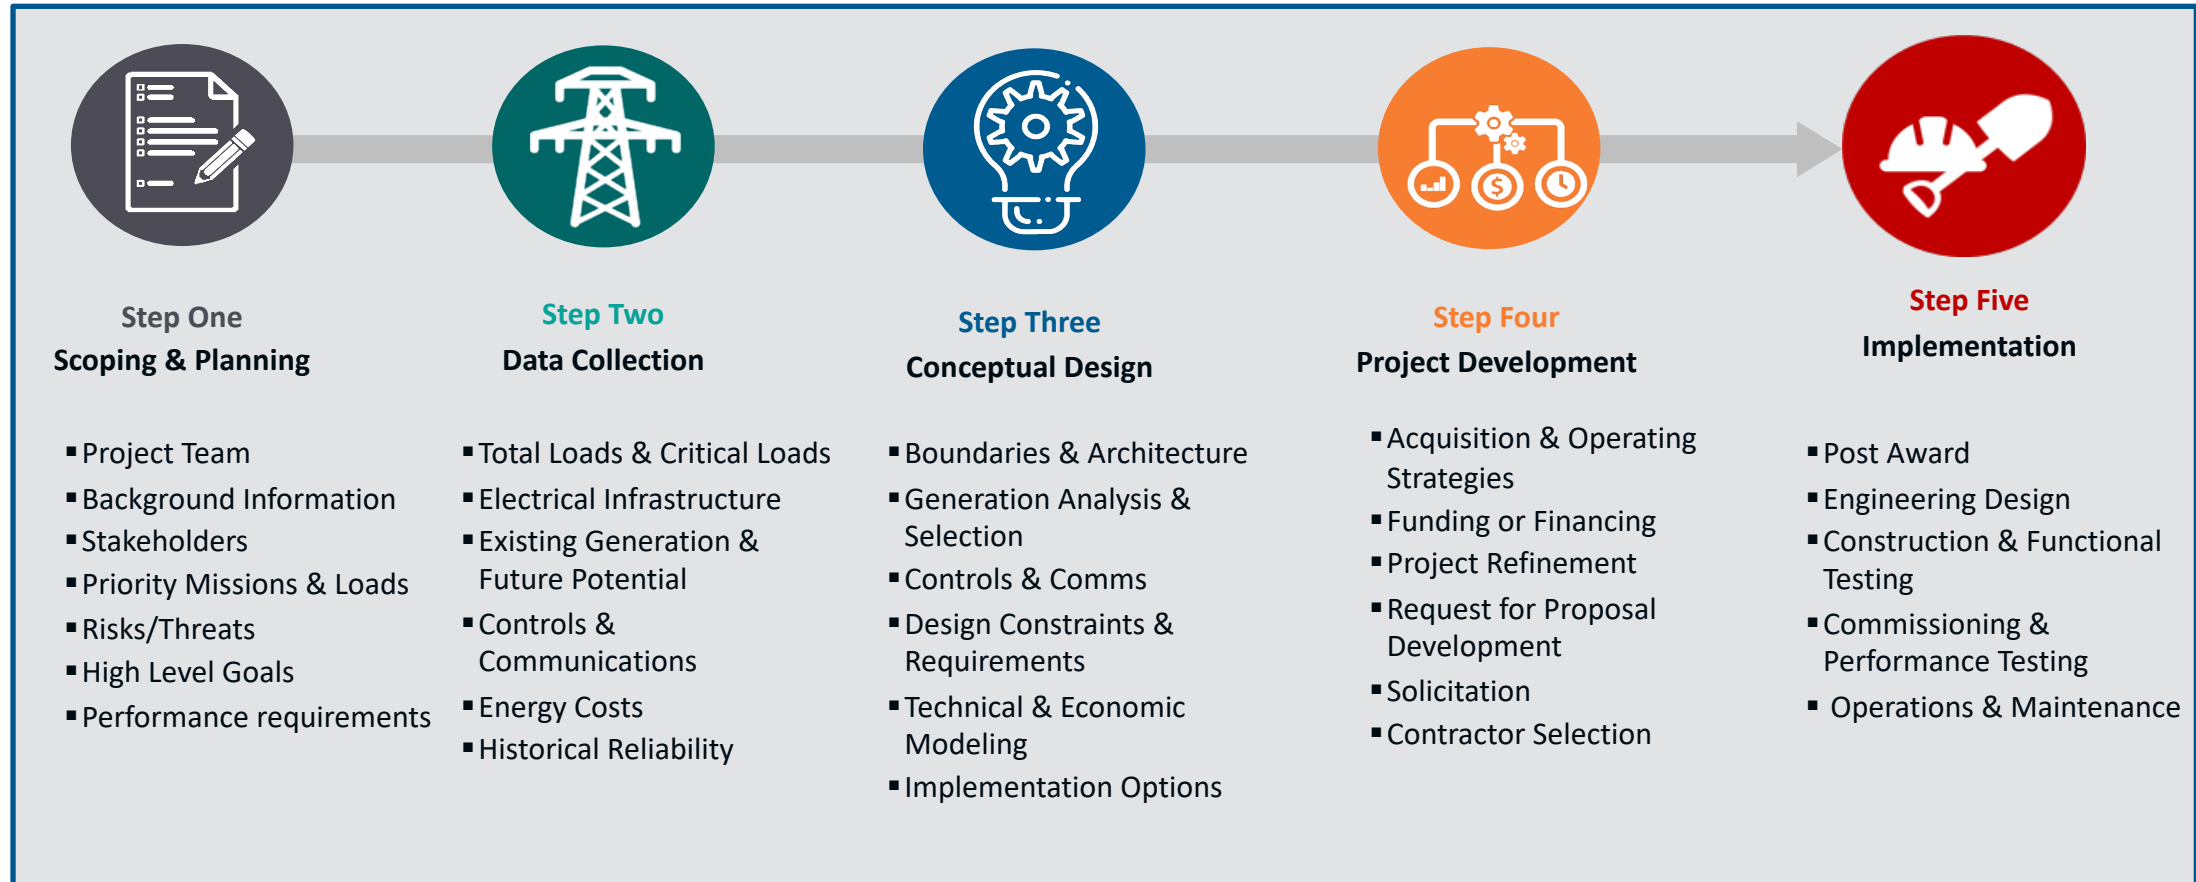 Step One
Scoping & Planning
▪Project Team
▪Background Information
▪Stakeholders
▪Priority Missions & Loads
▪Risks/Threats
▪High Level Goals
▪Performance requirements
Step Two
Data Collection
▪Total Loads & Critical Loads
▪Electrical Infrastructure
▪Existing Generation &
Future Potential
▪Controls &
Communications
▪Energy Costs
▪Historical Reliability
Step Three
Conceptual Design
▪Boundaries & Architecture
▪Generation Analysis &
Selection
▪Controls & Comms
▪Design Constraints &
Requirements
▪Technical & Economic
Modeling
▪Implementation Options
$
Step Four
Project Development
▪Acquisition & Operating
Strategies
▪Funding or Financing
▪Project Refinement
▪Request for Proposal
Development
▪Solicitation
▪Contractor Selection
Step Five
Implementation
▪Post Award
▪Engineering Design
▪Construction & Functional
Testing
▪Commissioning &
Performance Testing
▪ Operations & Maintenance